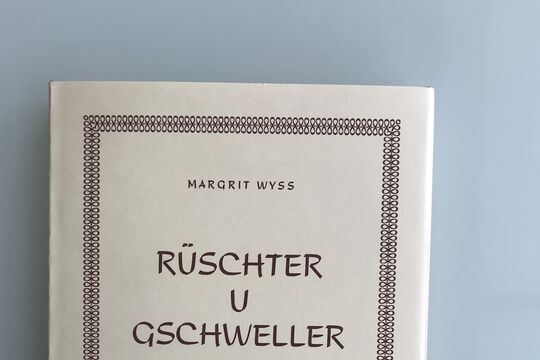 MARGRIT WYSS
RÜSCHTER
U
GSCHWELLER